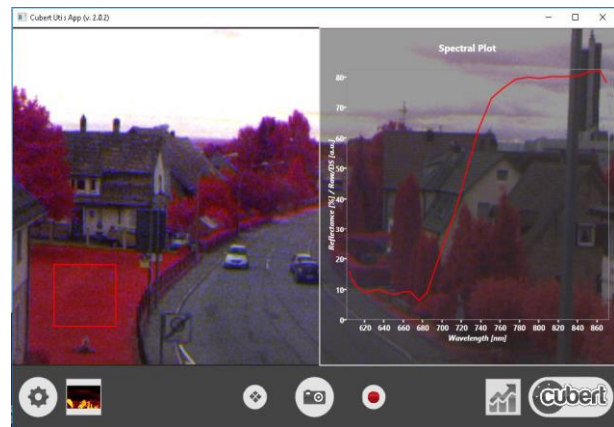 Cubert Utils App (v. 2.0.2)
Spectral Plot
80
70
60
50
40
30
20
10
0
Reflectance [%] / Raw/DS [a.u.]
620 640 660 680 700 720 740 760 780 800 820 840 860
Wavelength [nm]
cubert